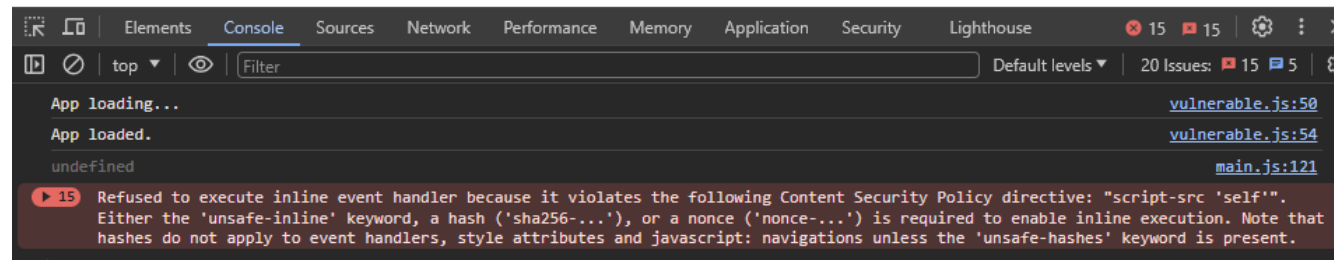 Elements Console Sources Network Performance Memory Application Security Lighthouse 15 15
top ▼ Filter Default levels ▼ 20 Issues: 15 5
App loading... vulnerable.js:50
App loaded. vulnerable.js:54
undefined main.js:121
15 Refused to execute inline event handler because it violates the following Content Security Policy directive: "script-src 'self'".
Either the 'unsafe-inline' keyword, a hash ('sha256-...'), or a nonce ('nonce-...') is required to enable inline execution. Note that
hashes do not apply to event handlers, style attributes and javascript: navigations unless the 'unsafe-hashes' keyword is present.